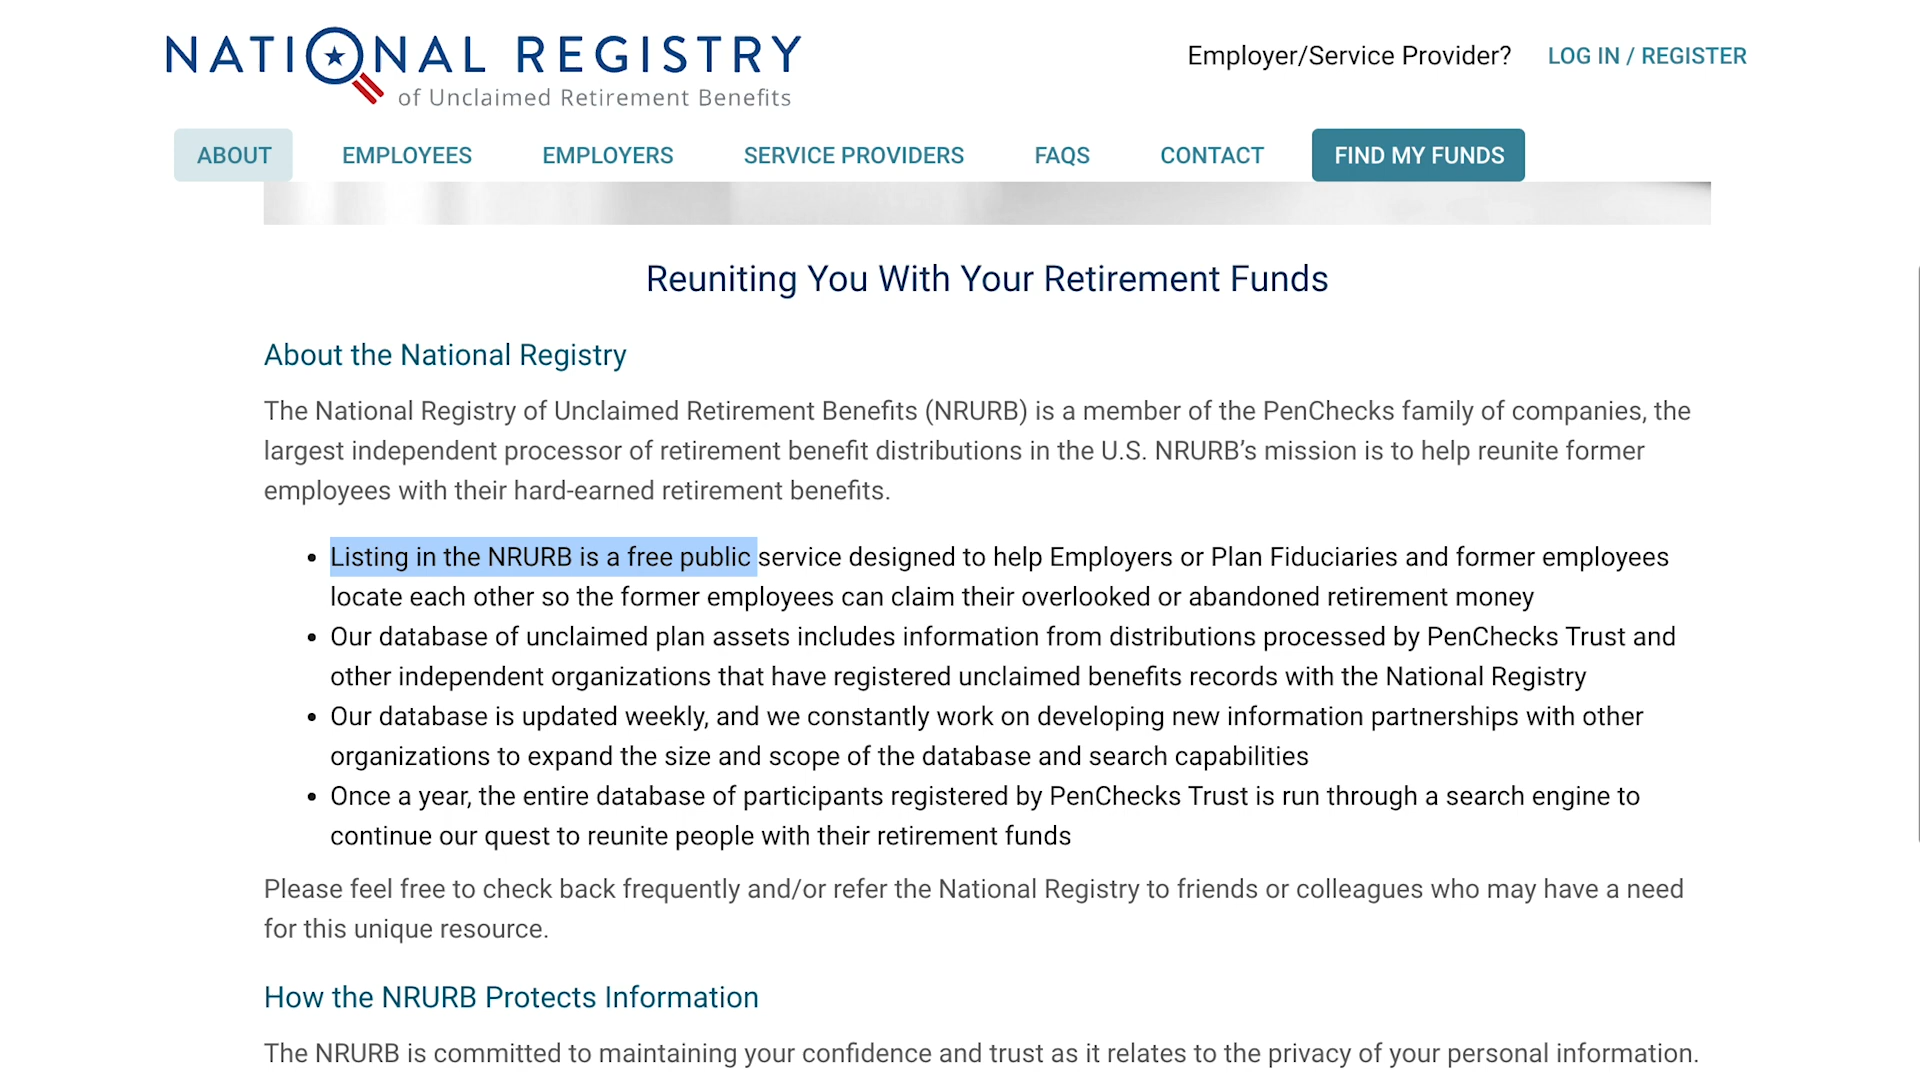 NATIONAL REGISTRY
of Unclaimed Retirement Benefits
Employer/Service Provider? LOG IN / REGISTER
ABOUT EMPLOYEES EMPLOYERS SERVICE PROVIDERS FAQS CONTACT FIND MY FUNDS
Reuniting You With Your Retirement Funds
About the National Registry
The National Registry of Unclaimed Retirement Benefits (NRURB) is a member of the PenChecks family of companies, the
largest independent processor of retirement benefit distributions in the U.S. NRURB’s mission is to help reunite former
employees with their hard-earned retirement benefits.
• Listing in the NRURB is a free public service designed to help Employers or Plan Fiduciaries and former employees
locate each other so the former employees can claim their overlooked or abandoned retirement money
• Our database of unclaimed plan assets includes information from distributions processed by PenChecks Trust and
other independent organizations that have registered unclaimed benefits records with the National Registry
• Our database is updated weekly, and we constantly work on developing new information partnerships with other
organizations to expand the size and scope of the database and search capabilities
• Once a year, the entire database of participants registered by PenChecks Trust is run through a search engine to
continue our quest to reunite people with their retirement funds
Please feel free to check back frequently and/or refer the National Registry to friends or colleagues who may have a need
for this unique resource.
How the NRURB Protects Information
The NRURB is committed to maintaining your confidence and trust as it relates to the privacy of your personal information.